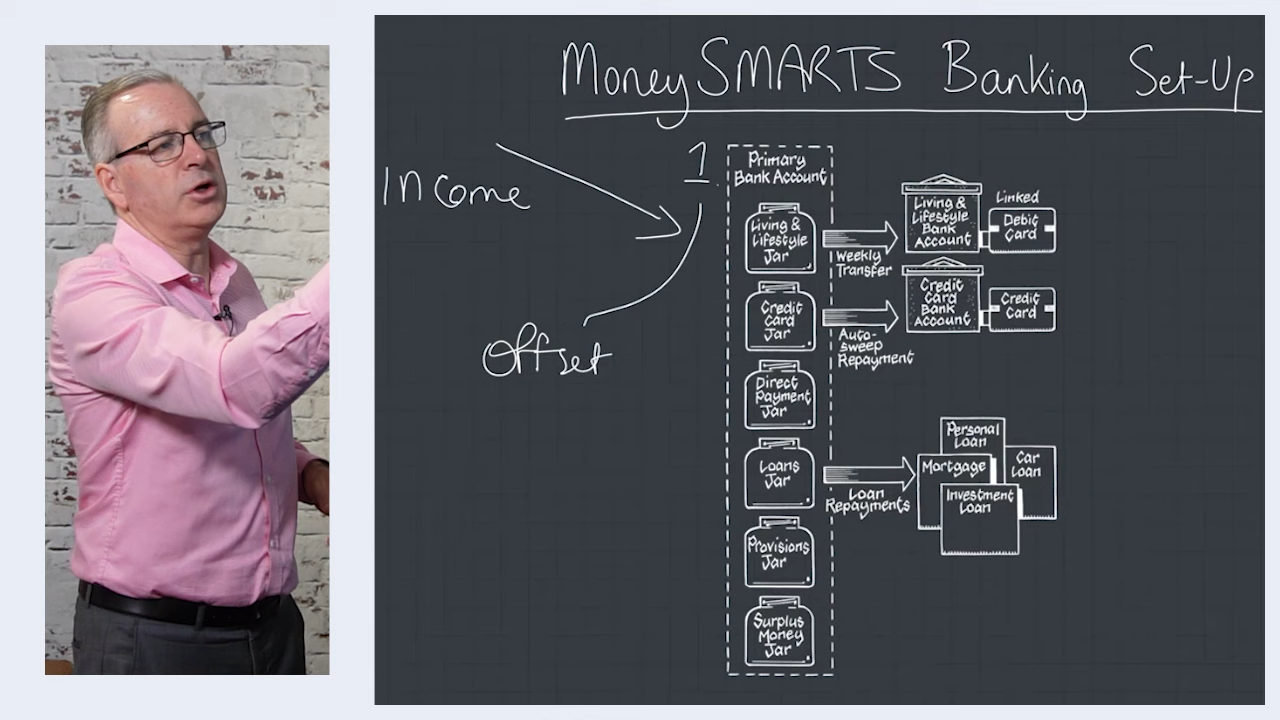 MoneySMARTS Banking Set-Up
Income
1
Offset
Primary
Bank Account
Living &
Lifestyle
Jar
Weekly
Transfer
Living &
Lifestyle
Bank
Account
Linked
Debit
Card
Credit
Card
Jar
Auto-
sweep
Repayment
Credit
Card
Bank
Account
Credit
Card
Direct
Payment
Jar
Loans
Jar
Loan
Repayments
Personal
Loan
Mortgage
Car
Loan
Investment
Loan
Provisions
Jar
Surplus
Money
Jar